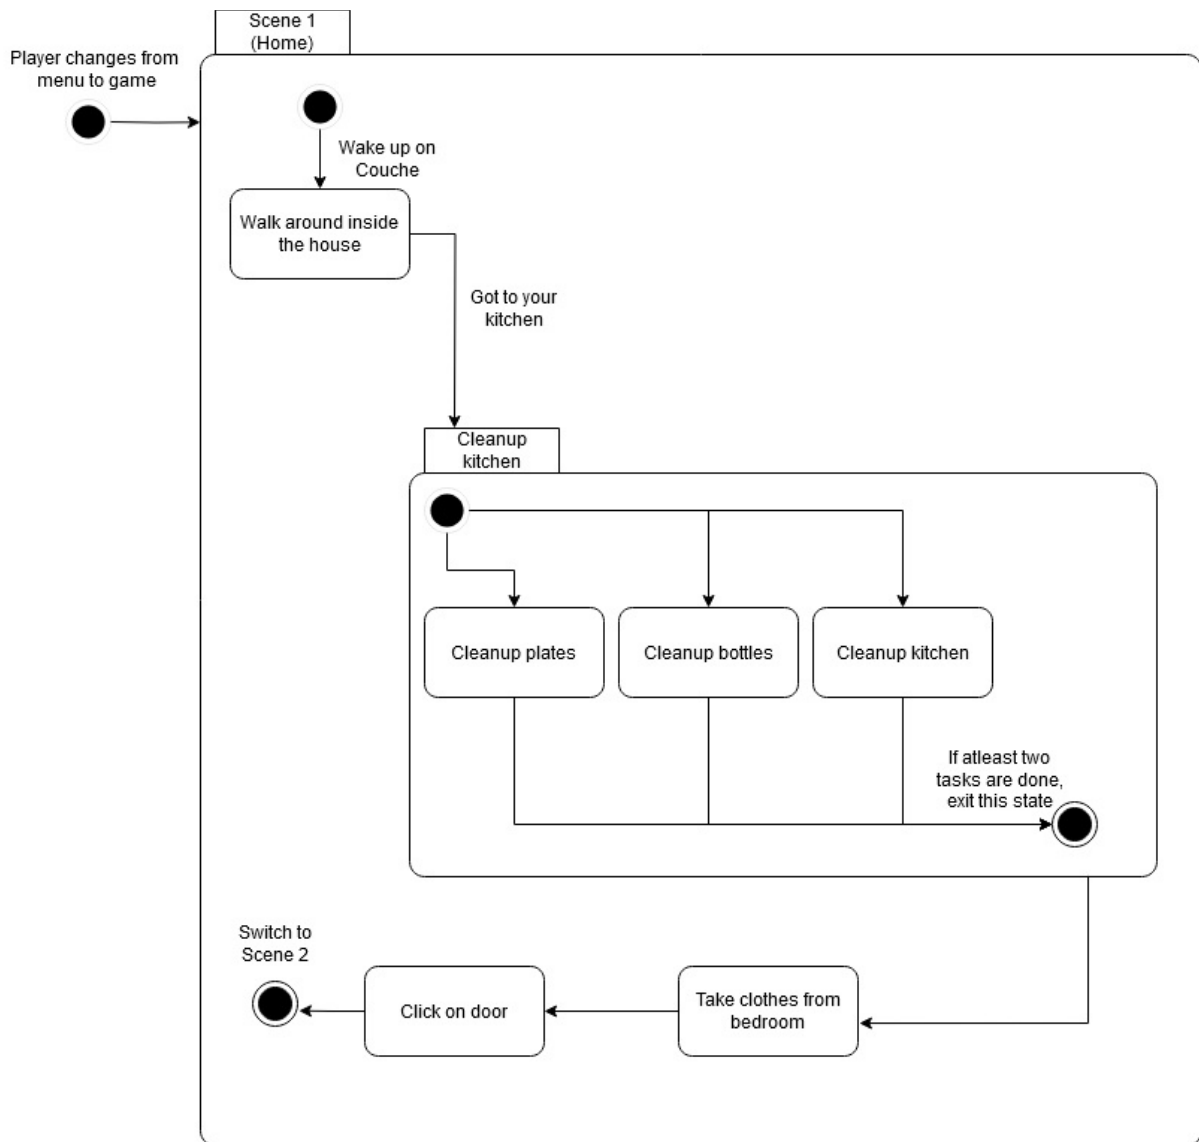 Scene 1
(Home)
Player changes from
menu to game
Wake up on
Couche
Walk around inside
the house
Got to your
kitchen
Cleanup
kitchen
Cleanup plates
Cleanup bottles
Cleanup kitchen
If atleast two
tasks are done,
exit this state
Switch to
Scene 2
Click on door
Take clothes from
bedroom